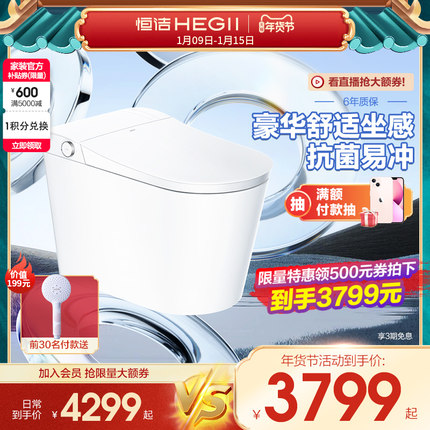 恒洁HEGII
年货节
1月09日-1月15日
家装官方
补贴券(限量)
¥600
满5000减
1积分兑换
立即领取
看直播抢大额券!
6年质保
豪华舒适坐感
抗菌易冲
抽
满额
付款抽
价值
199元
前30名付款送
限量特惠领500元券拍下
到手3799元
享3期免息
加入会员 抢限量大额券
日常
到手价 ¥4299起
VS
年货节活动到手价:
¥3799起